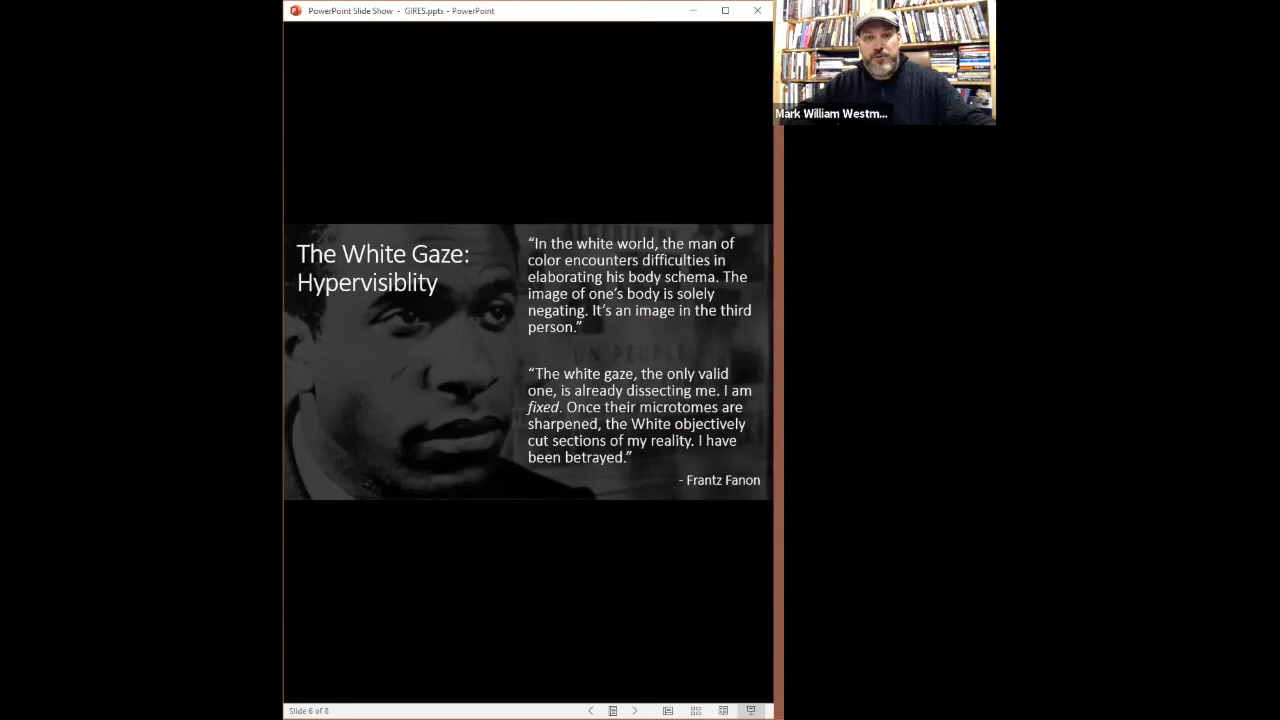 PowerPoint Slide Show - GIRES.pptx - PowerPoint
Mark William Westm...
The White Gaze:
Hypervisiblity
“In the white world, the man of
color encounters difficulties in
elaborating his body schema. The
image of one’s body is solely
negating. It’s an image in the third
person.”
“The white gaze, the only valid
one, is already dissecting me. I am
fixed. Once their microtomes are
sharpened, the White objectively
cut sections of my reality. I have
been betrayed.”
- Frantz Fanon
UN PEUPLE
Slide 6 of 8